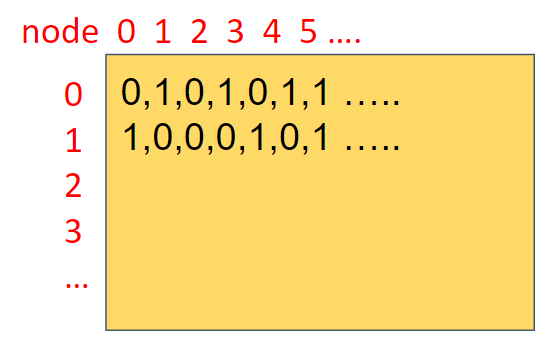 node 0 1 2 3 4 5 ....
0 0,1,0,1,0,1,1 .....
1 1,0,0,0,1,0,1 .....
2
3
...